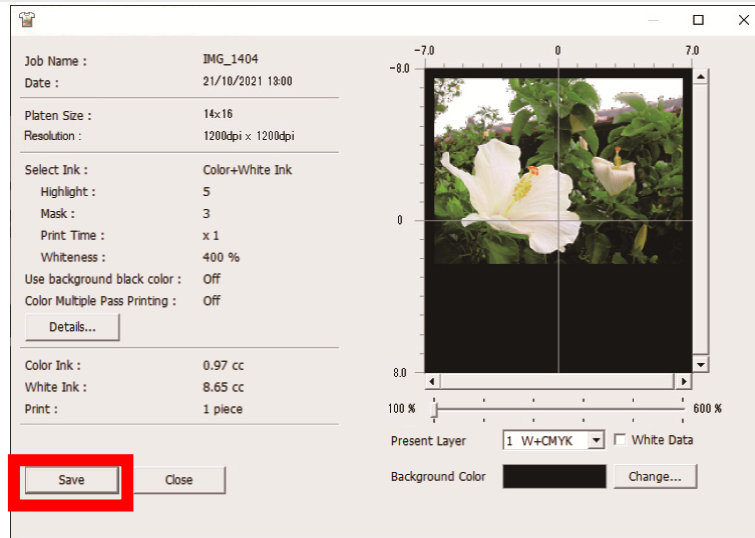 Job Name : IMG_1404
Date : 21/10/2021 13:00
Platen Size : 14x16
Resolution : 1200dpi x 1200dpi
Select Ink : Color+White Ink
Highlight : 5
Mask : 3
Print Time : x 1
Whiteness : 400 %
Use background black color : Off
Color Multiple Pass Printing : Off
Details...
Color Ink : 0.97 cc
White Ink : 8.65 cc
Print : 1 piece
Save Close
-7.0 0 7.0
-8.0
0
8.0
100 % 600 %
Present Layer 1 W+CMYK White Data
Background Color Change...